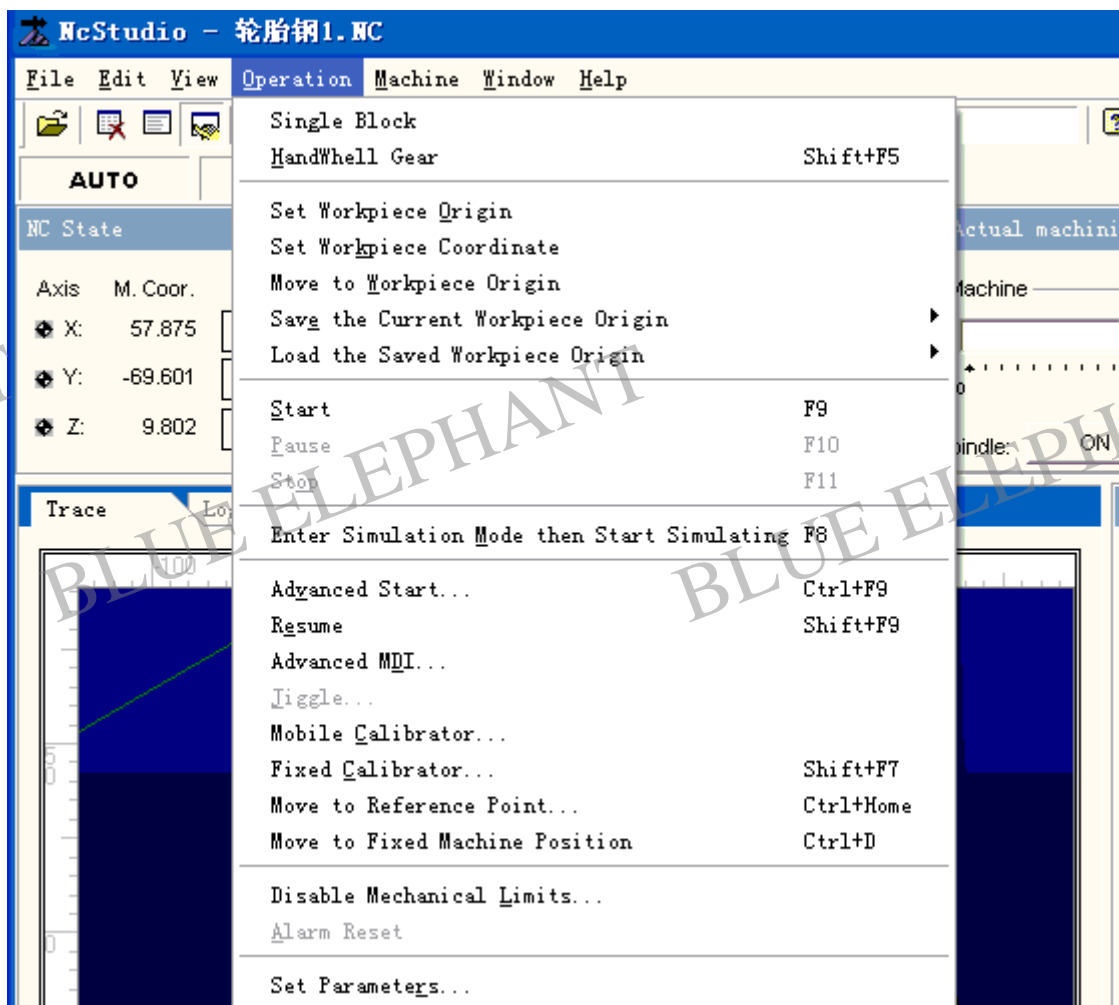 NcStudio - 轮胎钢1.NC
File Edit View Operation Machine Window Help
Single Block
HandWhell Gear Shift+F5
AUTO
Set Workpiece Origin
NC State
Actual machini
Set Workpiece Coordinate
Axis M. Coor.
Move to Workpiece Origin
Machine
X: 57.875
Save the Current Workpiece Origin
Load the Saved Workpiece Origin
Y: -69.601
0
Start F9
Z: 9.802
Pause F10
pindle: ON
Stop F11
Trace Lo
Enter Simulation Mode then Start Simulating F8
-100
Advanced Start... Ctrl+F9
Resume Shift+F9
Advanced MDI...
Jiggle...
Mobile Calibrator...
50
Fixed Calibrator... Shift+F7
Move to Reference Point... Ctrl+Home
Move to Fixed Machine Position Ctrl+D
Disable Mechanical Limits...
Alarm Reset
0
Set Parameters...
BLUE ELEPHANT
BLUE ELEPH
T